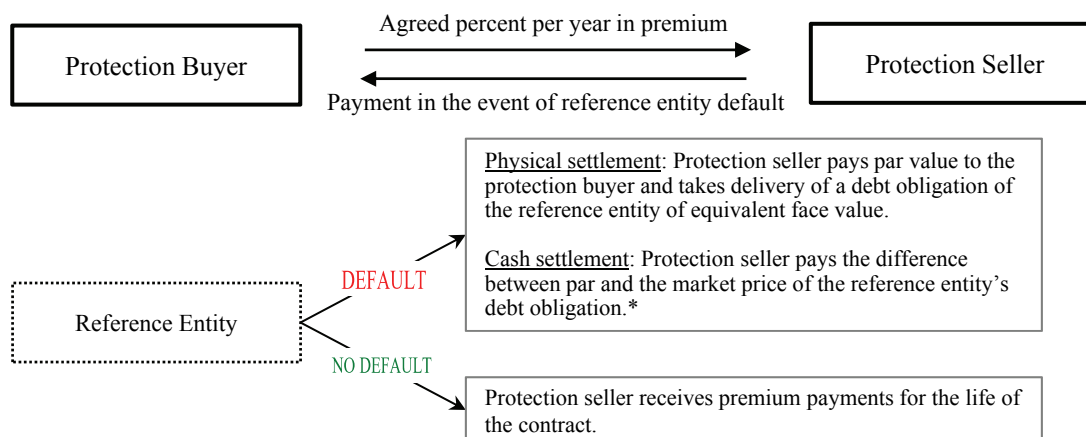 Agreed percent per year in premium
Protection Buyer
Protection Seller
Payment in the event of reference entity default
Physical settlement: Protection seller pays par value to the
protection buyer and takes delivery of a debt obligation of
the reference entity of equivalent face value.
Cash settlement: Protection seller pays the difference
between par and the market price of the reference entity’s
debt obligation.*
DEFAULT
Reference Entity
NO DEFAULT
Protection seller receives premium payments for the life of
the contract.